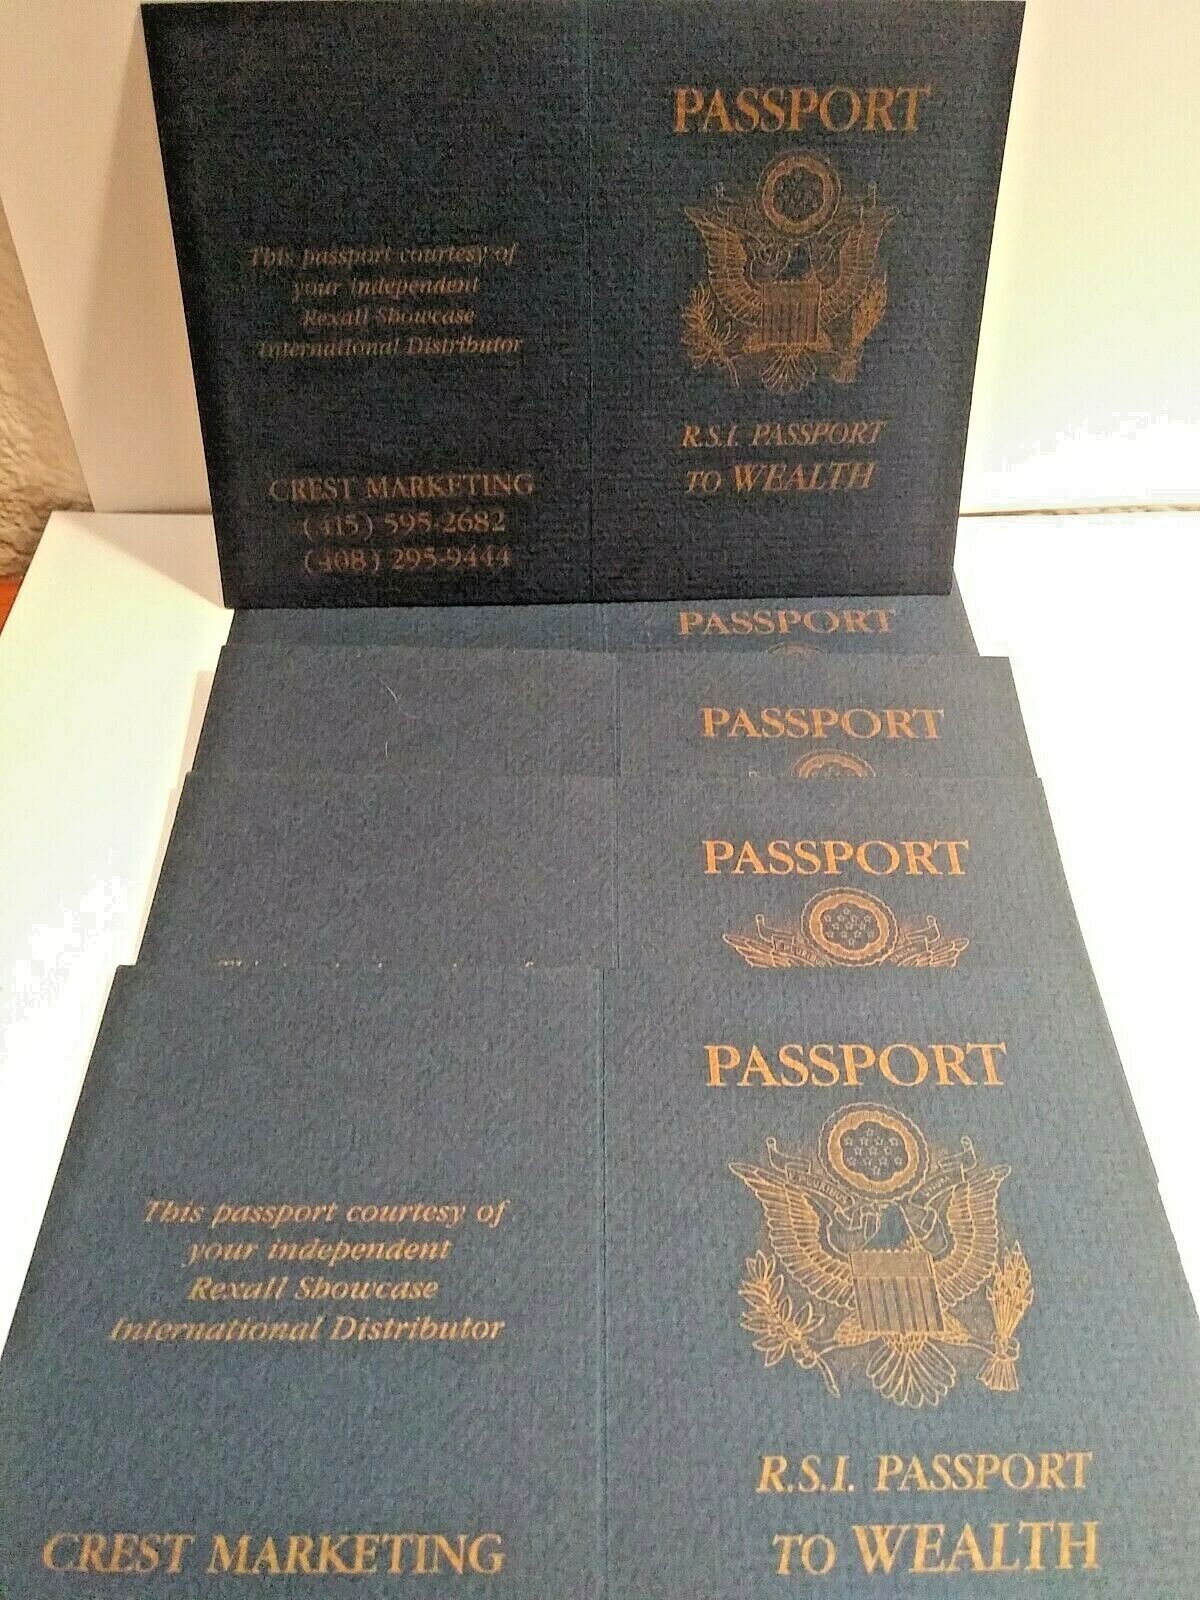 PASSPORT
This passport courtesy of
your independent
Rexall Showcase
International Distributor
R.S.I. PASSPORT
TO WEALTH
CREST MARKETING
(415) 595-2682
(408) 295-9444
PASSPORT
PASSPORT
PASSPORT
PASSPORT
E PLURIBUS UNUM
This passport courtesy of
your independent
Rexall Showcase
International Distributor
R.S.I. PASSPORT
TO WEALTH
CREST MARKETING